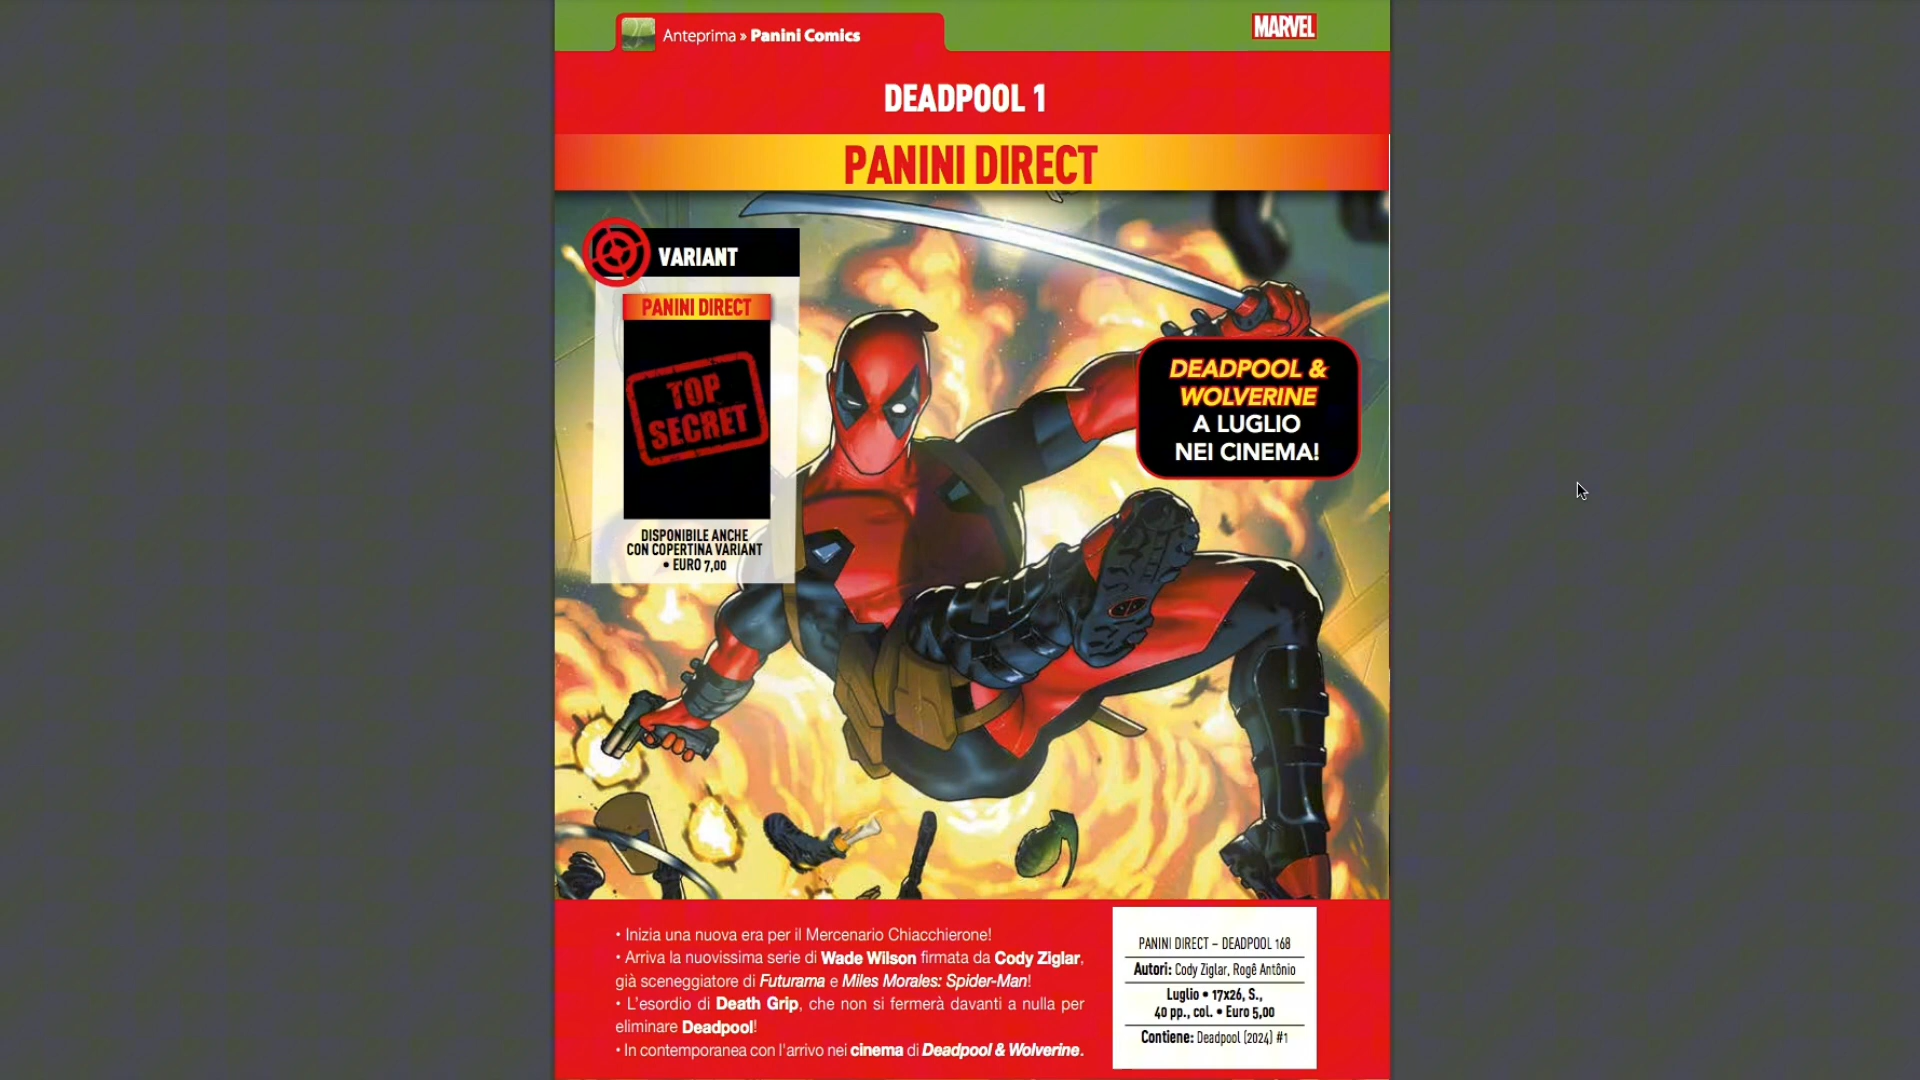 Anteprima » Panini Comics
MARVEL
DEADPOOL 1
PANINI DIRECT
VARIANT
PANINI DIRECT
TOP
SECRET
DISPONIBILE ANCHE
CON COPERTINA VARIANT
• EURO 7,00
DEADPOOL &
WOLVERINE
A LUGLIO
NEI CINEMA!
• Inizia una nuova era per il Mercenario Chiacchierone!
• Arriva la nuovissima serie di Wade Wilson firmata da Cody Ziglar,
già sceneggiatore di Futurama e Miles Morales: Spider-Man!
• L'esordio di Death Grip, che non si fermerà davanti a nulla per
eliminare Deadpool!
• In contemporanea con l'arrivo nei cinema di Deadpool & Wolverine.
PANINI DIRECT – DEADPOOL 168
Autori: Cody Ziglar, Rogê Antônio
Luglio • 17x26, S.,
40 pp., col. • Euro 5,00
Contiene: Deadpool (2024) #1